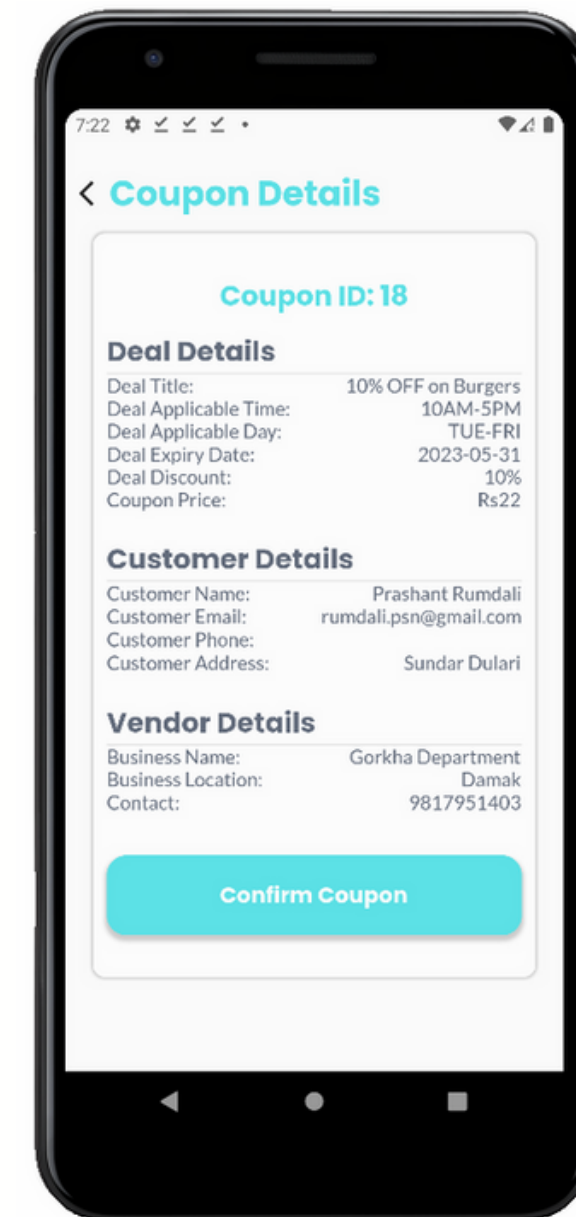 7:22
Coupon Details
Coupon ID: 18
Deal Details
Deal Title: 10% OFF on Burgers
Deal Applicable Time: 10AM-5PM
Deal Applicable Day: TUE-FRI
Deal Expiry Date: 2023-05-31
Deal Discount: 10%
Coupon Price: Rs22
Customer Details
Customer Name: Prashant Rumdali
Customer Email: rumdali.psn@gmail.com
Customer Phone:
Customer Address: Sundar Dulari
Vendor Details
Business Name: Gorkha Department
Business Location: Damak
Contact: 9817951403
Confirm Coupon